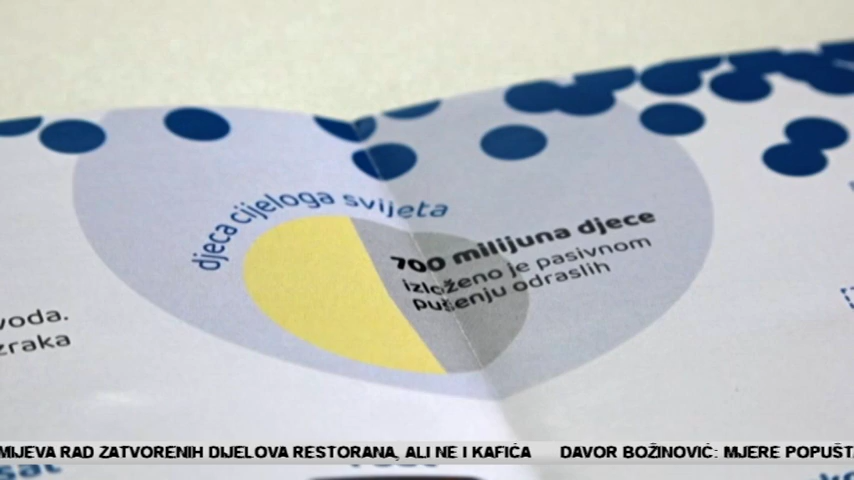 djeca cijeloga svijeta
700 milijuna djece
izloženo je pasivnom
pušenju odraslih
voda.
zraka
MIJEVA RAD ZATVORENIH DIJELOVA RESTORANA, ALI NE I KAFIĆA DAVOR BOŽINOVIĆ: MJERE POPUŠT